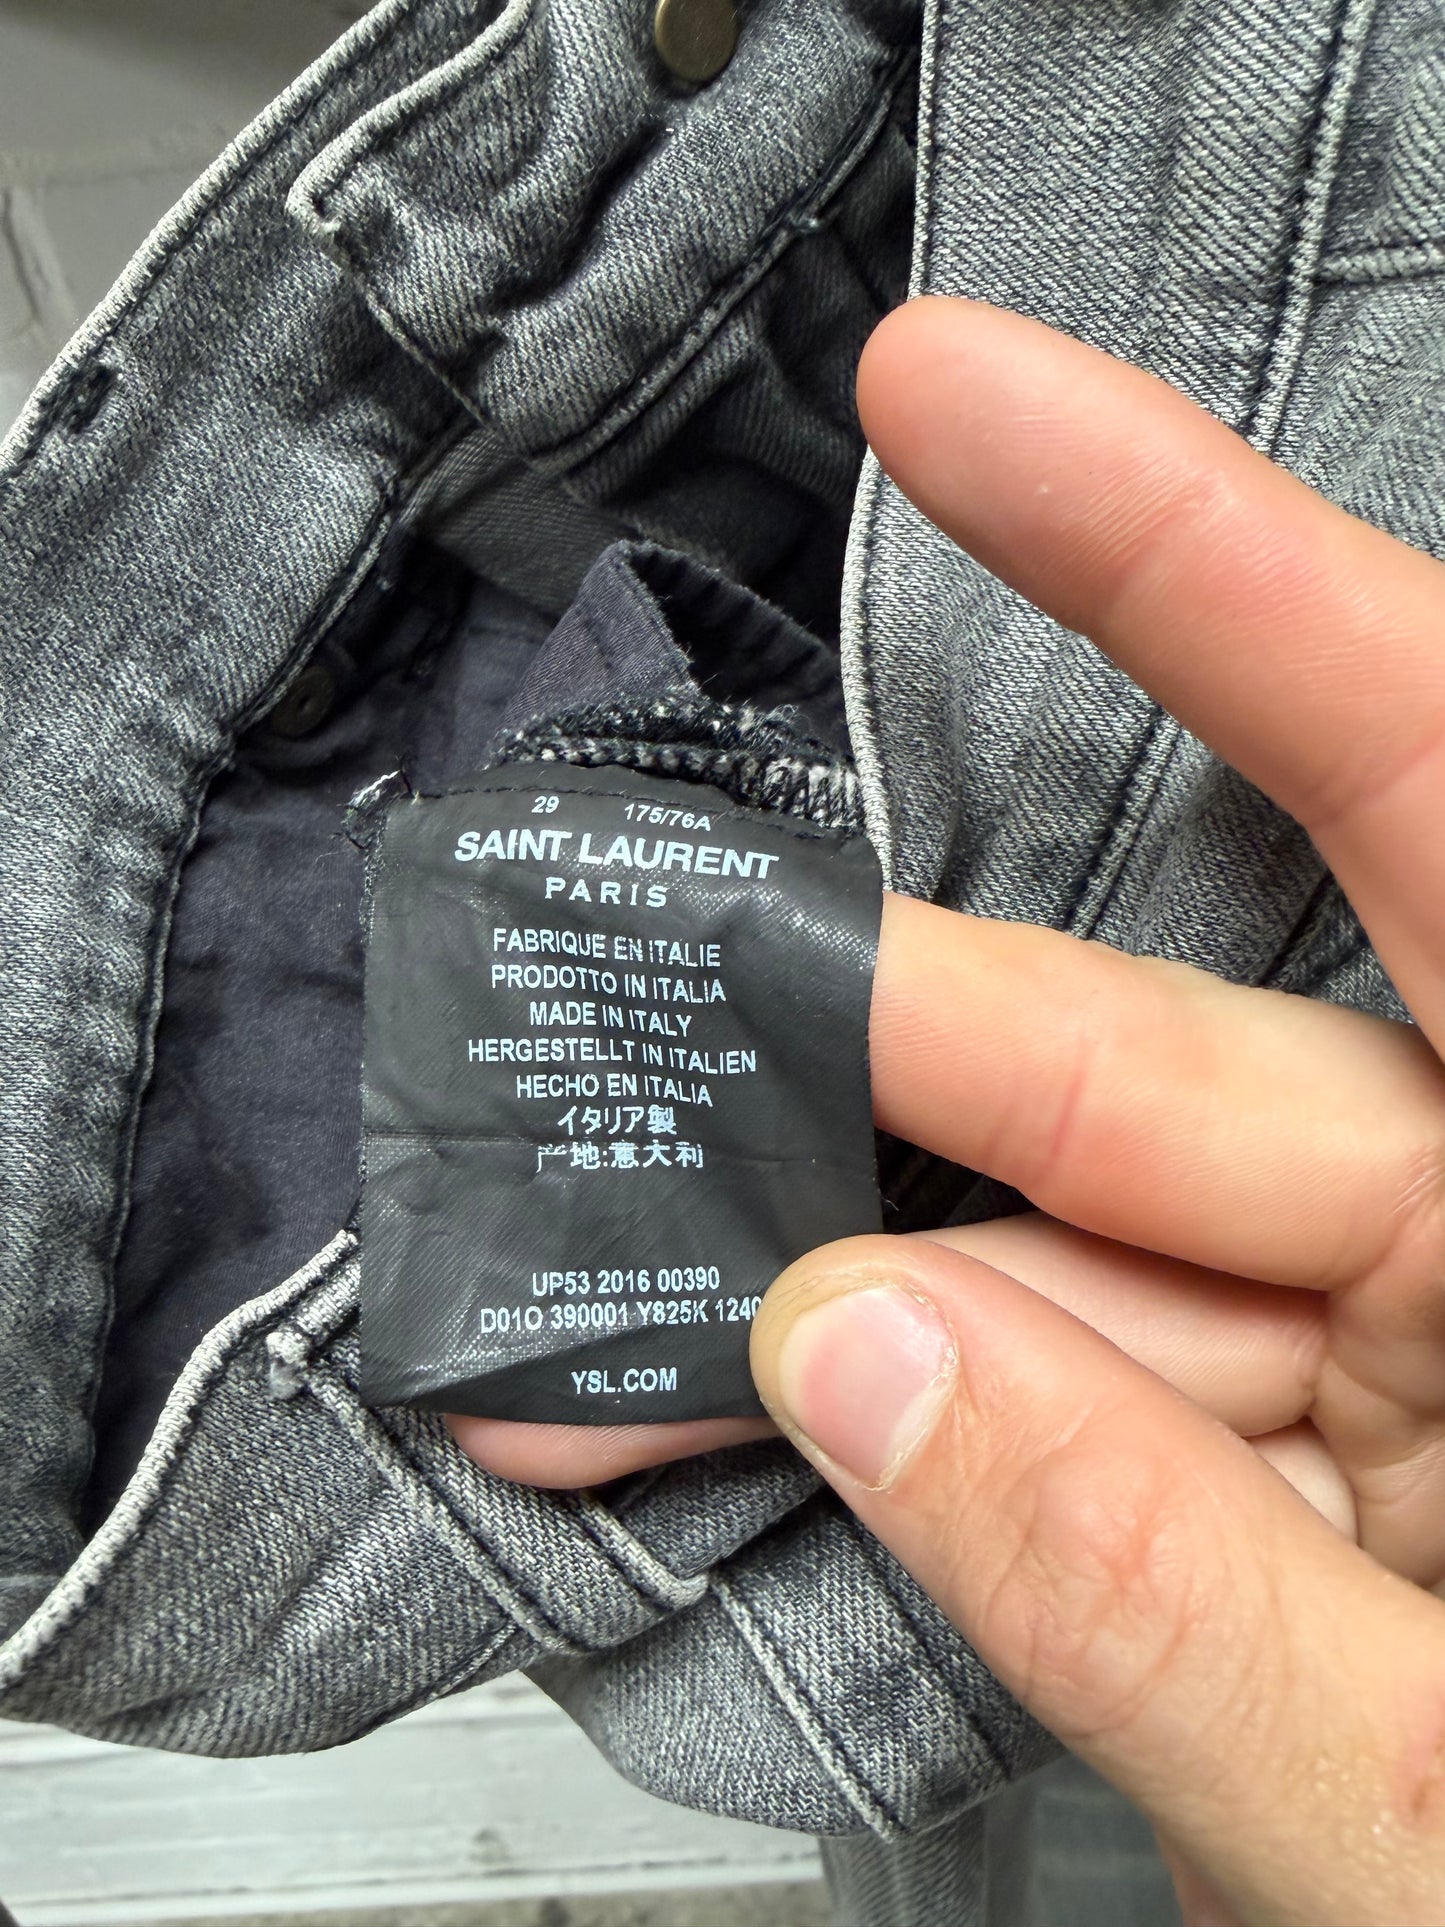 29 175/76A
SAINT LAURENT
PARIS
FABRIQUE EN ITALIE
PRODOTTO IN ITALIA
MADE IN ITALY
HERGESTELLT IN ITALIEN
HECHO EN ITALIA
イタリア製
产地:意大利
UP53 2016 00390
D01O 390001 Y825K 1240
YSL.COM